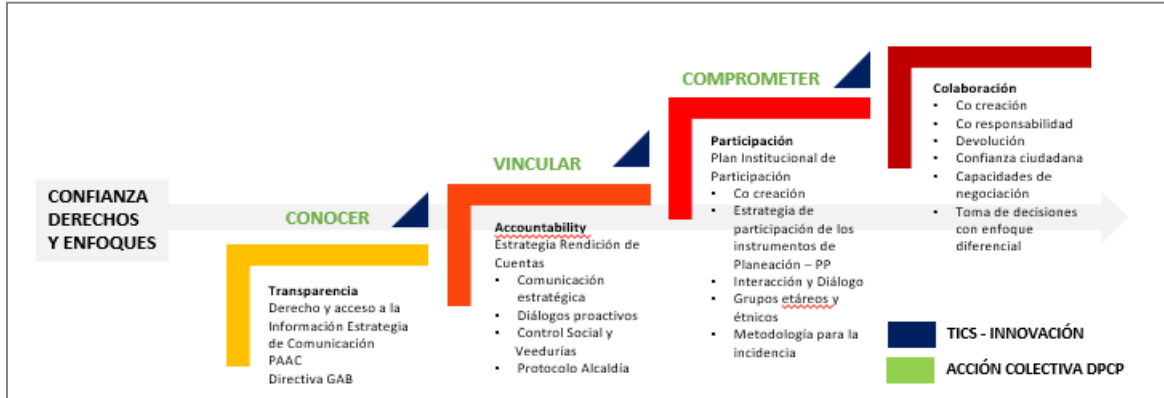 CONFIANZA
DERECHOS
Y ENFOQUES
CONOCER
Transparencia
Derecho y acceso a la
Información Estrategia
de Comunicación
PAAC
Directiva GAB
VINCULAR
Accountability
Estrategia Rendición de
Cuentas
▪ Comunicación
estratégica
▪ Diálogos proactivos
▪ Control Social y
Veedurías
▪ Protocolo Alcaldía
COMPROMETER
Participación
Plan Institucional de
Participación
▪ Co creación
▪ Estrategia de
participación de los
instrumentos de
Planeación – PP
▪ Interacción y Diálogo
▪ Grupos etáreos y
étnicos
▪ Metodología para la
incidencia
Colaboración
▪ Co creación
▪ Co responsabilidad
▪ Devolución
▪ Confianza ciudadana
▪ Capacidades de
negociación
▪ Toma de decisiones
con enfoque
diferencial
TICS - INNOVACIÓN
ACCIÓN COLECTIVA DPCP